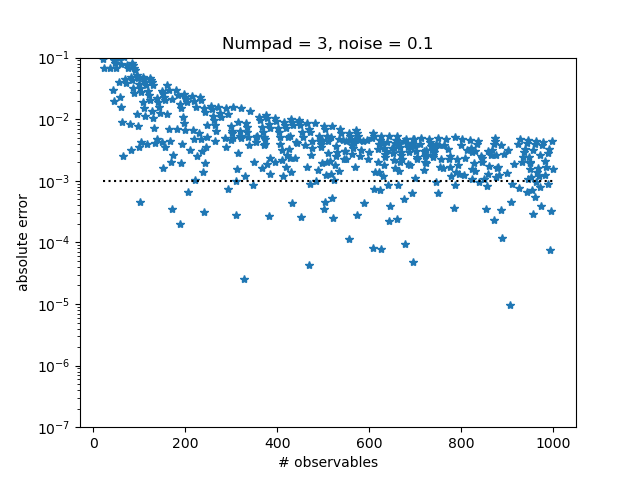 Numpad = 3, noise = 0.1
10⁻¹
10⁻²
10⁻³
10⁻⁴
10⁻⁵
10⁻⁶
10⁻⁷
absolute error
0 200 400 600 800 1000
# observables